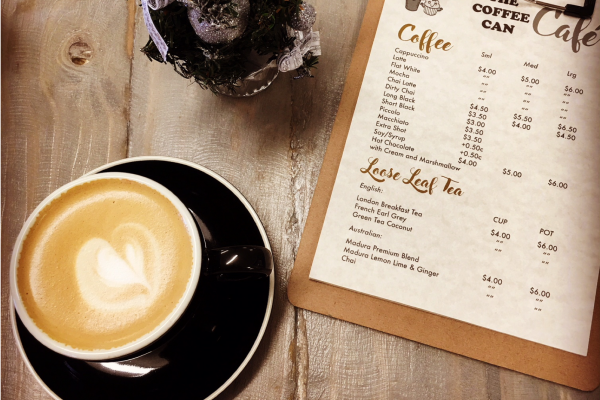 THE
COFFEE
CAN
Café
Coffee Sml Med Lrg
Cappuccino $4.00 $5.00 $6.00
Latte "" "" ""
Flat White "" "" ""
Mocha "" "" ""
Chai Latte "" "" ""
Dirty Chai $4.50 $5.50 $6.50
Long Black $3.50 $4.00 $4.50
Short Black $3.00
Piccolo $3.50
Macchiato $3.50
Extra Shot +0.50c
Soy/Syrup +0.50c
Hot Chocolate $4.00 $5.00 $6.00
with Cream and Marshmallow
Loose Leaf Tea
English: CUP POT
London Breakfast Tea $4.00 $6.00
French Earl Grey "" ""
Green Tea Coconut "" ""
Australian:
Madura Premium Blend $4.00 $6.00
Madura Lemon Lime & Ginger "" ""
Chai "" ""